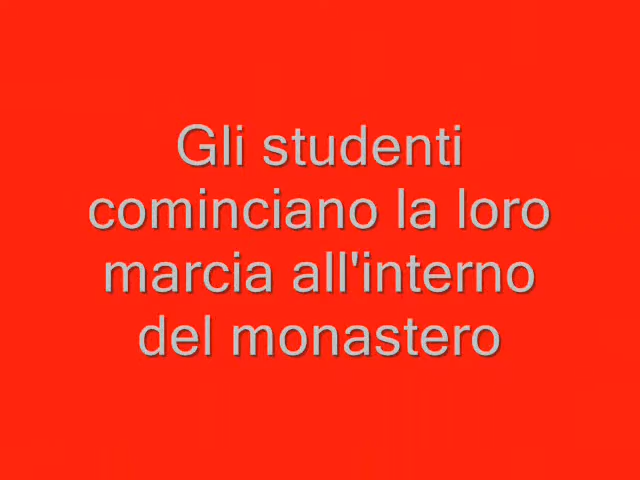 Gli studenti
cominciano la loro
marcia all'interno
del monastero